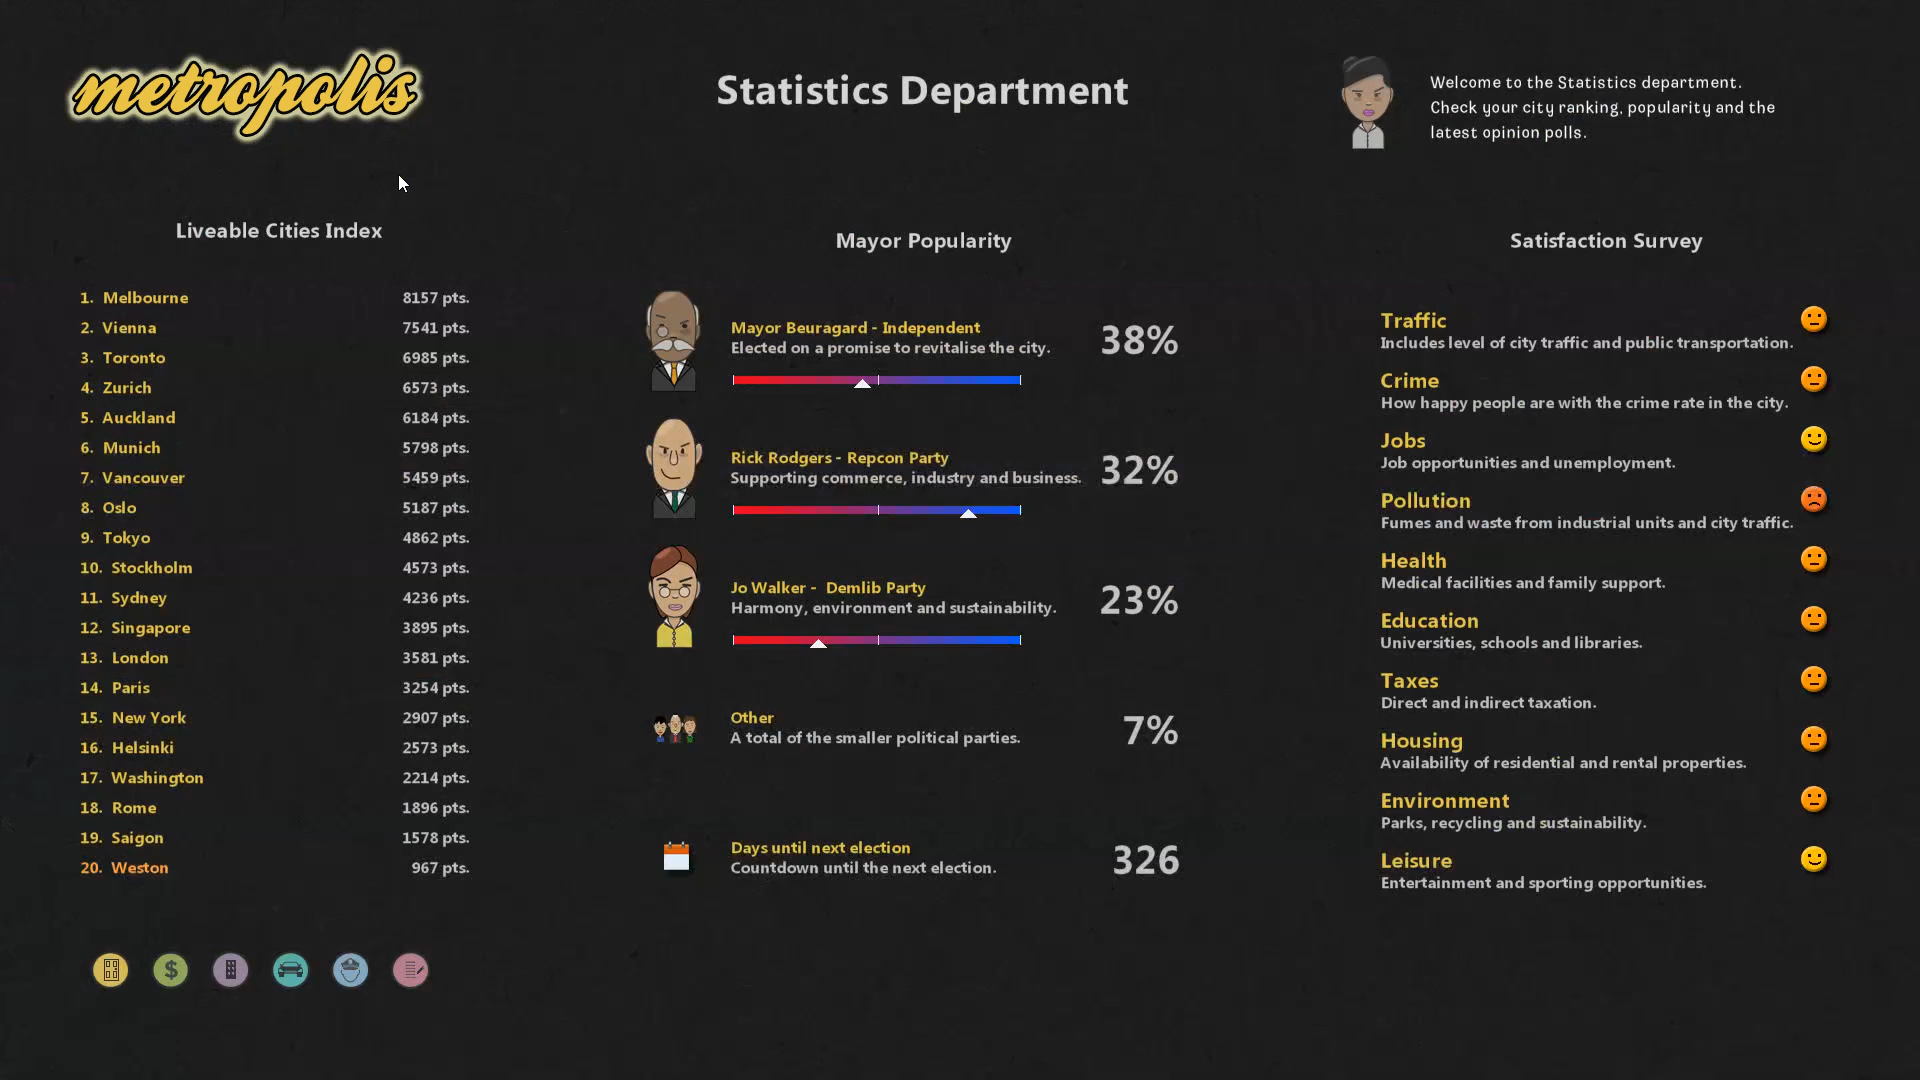 metropolis
Statistics Department
Welcome to the Statistics department.
Check your city ranking, popularity and the
latest opinion polls.
Liveable Cities Index
1. Melbourne 8157 pts.
2. Vienna 7541 pts.
3. Toronto 6985 pts.
4. Zurich 6573 pts.
5. Auckland 6184 pts.
6. Munich 5798 pts.
7. Vancouver 5459 pts.
8. Oslo 5187 pts.
9. Tokyo 4862 pts.
10. Stockholm 4573 pts.
11. Sydney 4236 pts.
12. Singapore 3895 pts.
13. London 3581 pts.
14. Paris 3254 pts.
15. New York 2907 pts.
16. Helsinki 2573 pts.
17. Washington 2214 pts.
18. Rome 1896 pts.
19. Saigon 1578 pts.
20. Weston 967 pts.
Mayor Popularity
Mayor Beuragard - Independent
Elected on a promise to revitalise the city.
38%
Rick Rodgers - Repcon Party
Supporting commerce, industry and business.
32%
Jo Walker - Demlib Party
Harmony, environment and sustainability.
23%
Other
A total of the smaller political parties.
7%
Days until next election
Countdown until the next election.
326
Satisfaction Survey
Traffic
Includes level of city traffic and public transportation.
Crime
How happy people are with the crime rate in the city.
Jobs
Job opportunities and unemployment.
Pollution
Fumes and waste from industrial units and city traffic.
Health
Medical facilities and family support.
Education
Universities, schools and libraries.
Taxes
Direct and indirect taxation.
Housing
Availability of residential and rental properties.
Environment
Parks, recycling and sustainability.
Leisure
Entertainment and sporting opportunities.
$